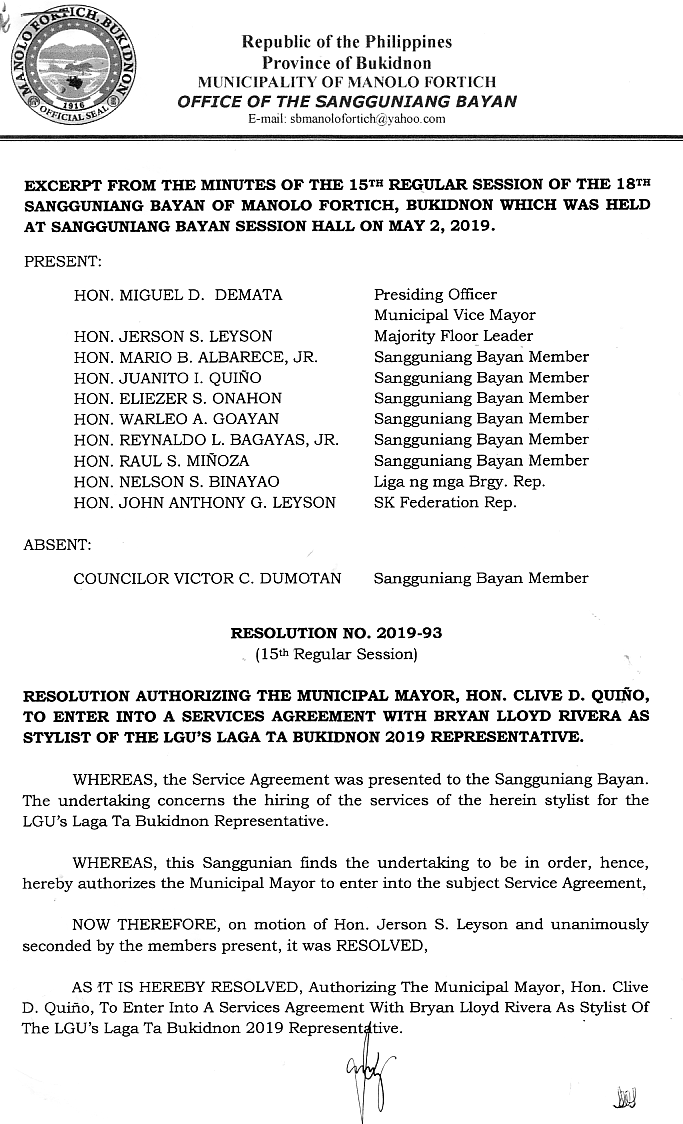 MANOLO FORTICH, BUKIDNON
1916
OFFICIAL SEAL
Republic of the Philippines
Province of Bukidnon
MUNICIPALITY OF MANOLO FORTICH
OFFICE OF THE SANGGUNIANG BAYAN
E-mail: sbmanolofortich@yahoo.com
EXCERPT FROM THE MINUTES OF THE 15TH REGULAR SESSION OF THE 18TH
SANGGUNIANG BAYAN OF MANOLO FORTICH, BUKIDNON WHICH WAS HELD
AT SANGGUNIANG BAYAN SESSION HALL ON MAY 2, 2019.
PRESENT:
HON. MIGUEL D. DEMATA Presiding Officer
Municipal Vice Mayor
HON. JERSON S. LEYSON Majority Floor Leader
HON. MARIO B. ALBARECE, JR. Sangguniang Bayan Member
HON. JUANITO I. QUIÑO Sangguniang Bayan Member
HON. ELIEZER S. ONAHON Sangguniang Bayan Member
HON. WARLEO A. GOAYAN Sangguniang Bayan Member
HON. REYNALDO L. BAGAYAS, JR. Sangguniang Bayan Member
HON. RAUL S. MIÑOZA Sangguniang Bayan Member
HON. NELSON S. BINAYAO Liga ng mga Brgy. Rep.
HON. JOHN ANTHONY G. LEYSON SK Federation Rep.
ABSENT:
COUNCILOR VICTOR C. DUMOTAN Sangguniang Bayan Member
RESOLUTION NO. 2019-93
(15th Regular Session)
RESOLUTION AUTHORIZING THE MUNICIPAL MAYOR, HON. CLIVE D. QUIÑO,
TO ENTER INTO A SERVICES AGREEMENT WITH BRYAN LLOYD RIVERA AS
STYLIST OF THE LGU'S LAGA TA BUKIDNON 2019 REPRESENTATIVE.
WHEREAS, the Service Agreement was presented to the Sangguniang Bayan.
The undertaking concerns the hiring of the services of the herein stylist for the
LGU's Laga Ta Bukidnon Representative.
WHEREAS, this Sanggunian finds the undertaking to be in order, hence,
hereby authorizes the Municipal Mayor to enter into the subject Service Agreement,
NOW THEREFORE, on motion of Hon. Jerson S. Leyson and unanimously
seconded by the members present, it was RESOLVED,
AS IT IS HEREBY RESOLVED, Authorizing The Municipal Mayor, Hon. Clive
D. Quiño, To Enter Into A Services Agreement With Bryan Lloyd Rivera As Stylist Of
The LGU's Laga Ta Bukidnon 2019 Representative.